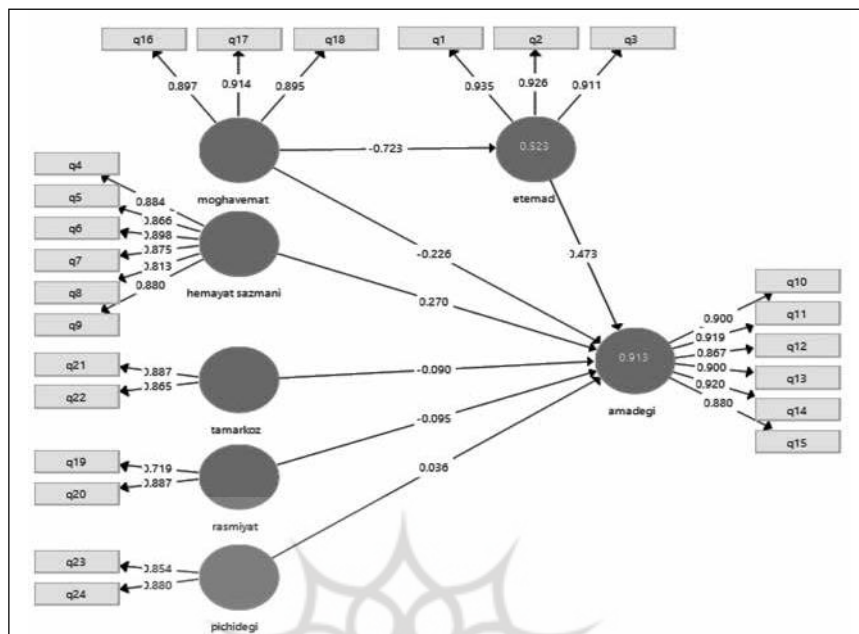 q16 q17 q18 q1 q2 q3
0.897 0.914 0.895 0.935 0.926 0.911
-0.723 0.523
moghavemat etemad
q4
q5
q6
q7
q8
q9
0.884
0.866
0.898
0.875
0.813
0.880
hemayat sazmani
-0.226
0.473
0.270
q21
q22
0.887
0.865
tamarkoz
-0.090
q19
q20
0.719
0.887
rasmiyat
-0.095
q23
q24
0.854
0.880
pichidegi
0.036
0.913
amadegi
0.900
0.919
0.867
0.900
0.920
0.880
q10
q11
q12
q13
q14
q15